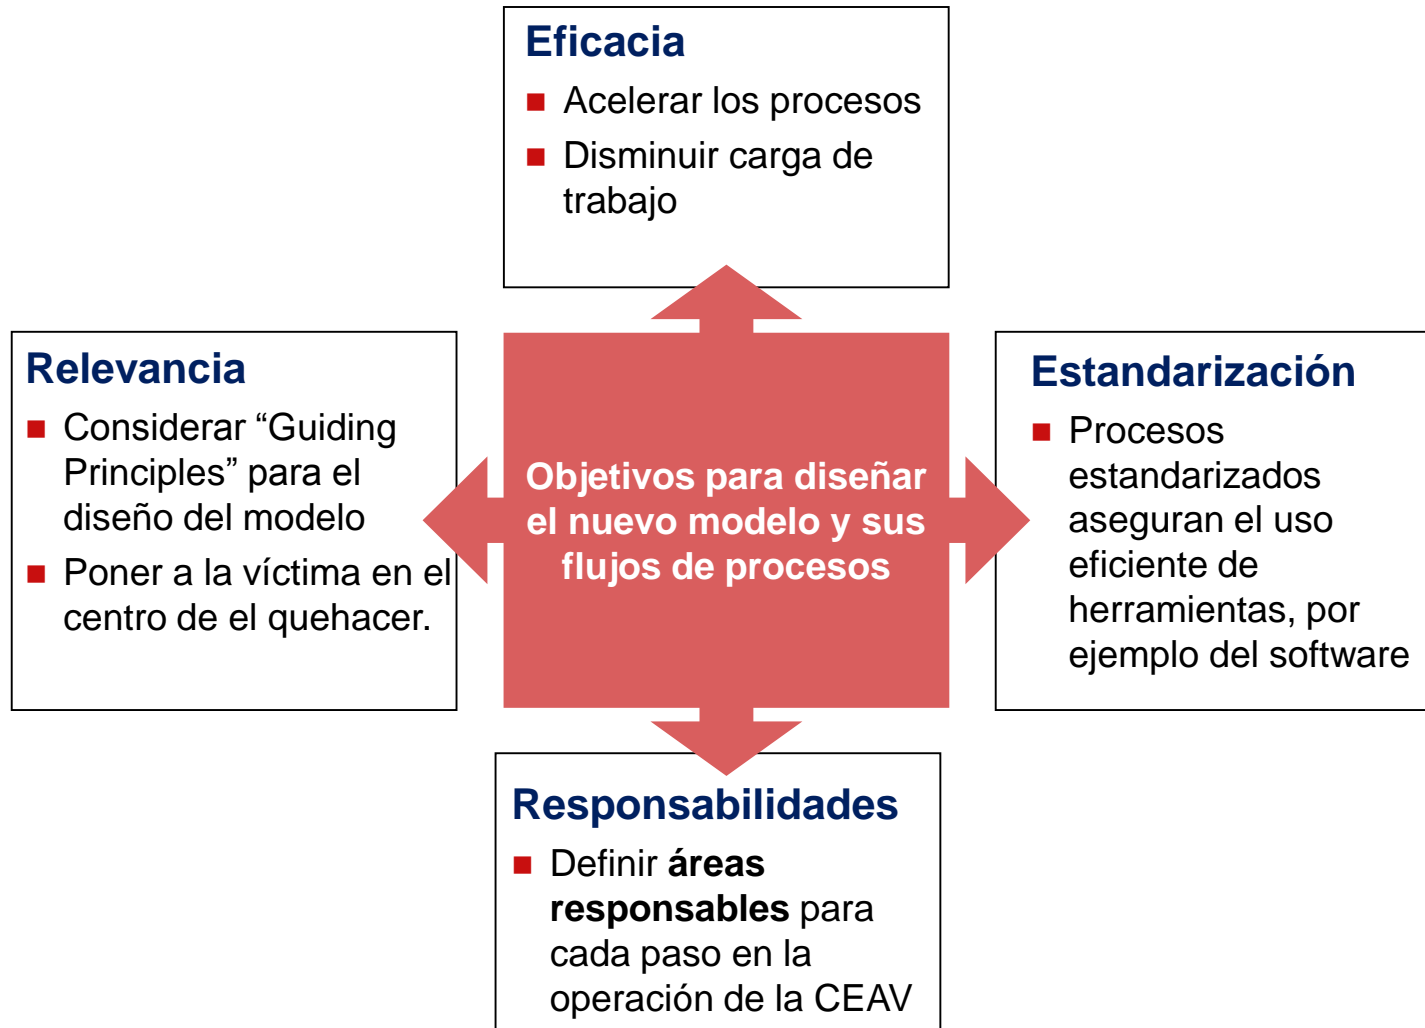 Eficacia
Acelerar los procesos
Disminuir carga de
trabajo
Relevancia
Considerar “Guiding
Principles” para el
diseño del modelo
Poner a la víctima en el
centro de el quehacer.
Objetivos para diseñar
el nuevo modelo y sus
flujos de procesos
Estandarización
Procesos
estandarizados
aseguran el uso
eficiente de
herramientas, por
ejemplo del software
Responsabilidades
Definir áreas
responsables para
cada paso en la
operación de la CEAV